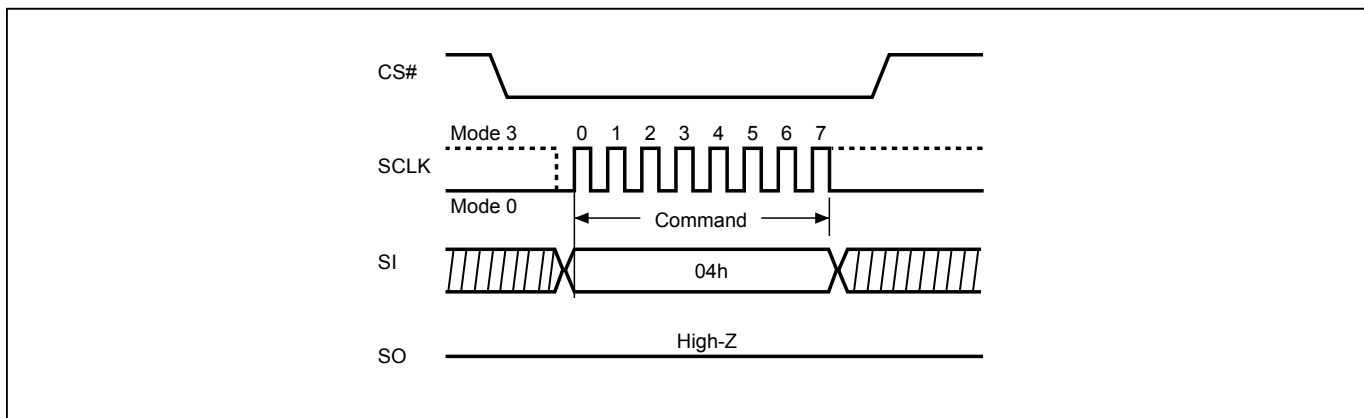 CS#
Mode 3 0 1 2 3 4 5 6 7
SCLK
Mode 0
Command
SI
04h
High-Z
SO